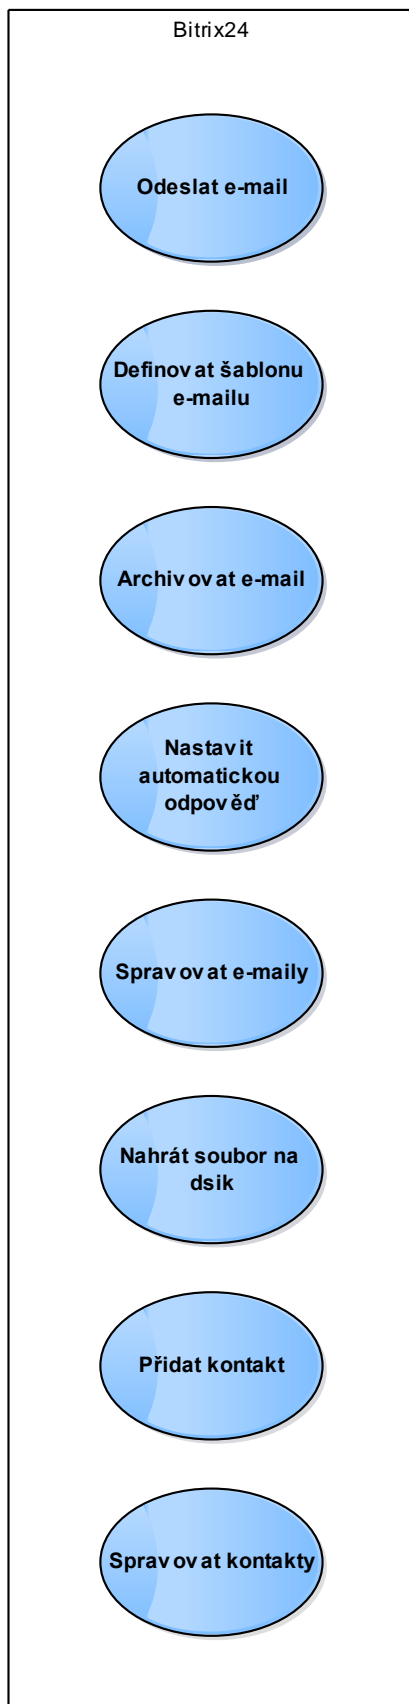 Bitrix24
Odeslat e-mail
Definovat šablonu
e-mailu
Archivovat e-mail
Nastavit
automatickou
odpověď
Spravovat e-maily
Nahrát soubor na
dsik
Přidat kontakt
Spravovat kontakty